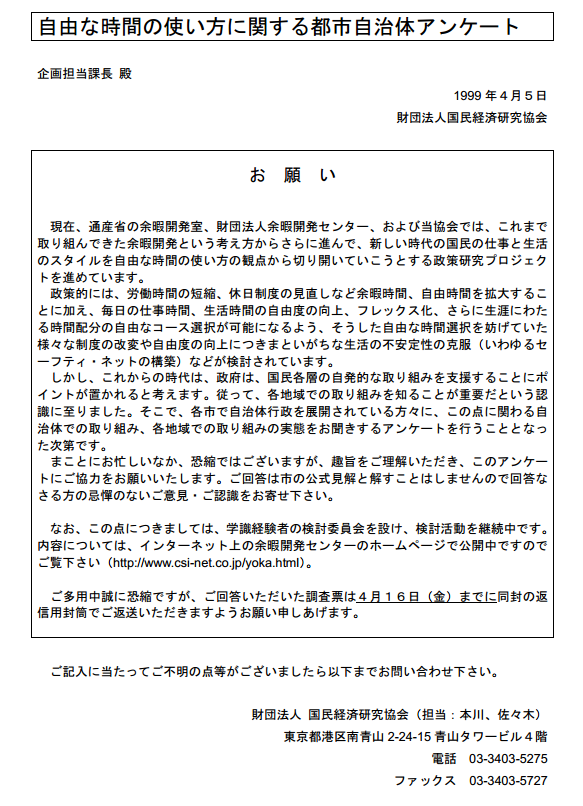 自由な時間の使い方に関する都市自治体アンケート
企画担当課長 殿
1999 年４月５日
財団法人国民経済研究協会
お　願　い
　現在、通産省の余暇開発室、財団法人余暇開発センター、および当協会では、これまで
取り組んできた余暇開発という考え方からさらに進んで、新しい時代の国民の仕事と生活
のスタイルを自由な時間の使い方の観点から切り開いていこうとする政策研究プロジェク
トを進めています。
　政策的には、労働時間の短縮、休日制度の見直しなど余暇時間、自由時間を拡大するこ
とに加え、毎日の仕事時間、生活時間の自由度の向上、フレックス化、さらに生涯にわた
る時間配分の自由なコース選択が可能になるよう、そうした自由な時間選択を妨げていた
様々な制度の改変や自由度の向上につきまといがちな生活の不安定性の克服（いわゆるセ
ーフティ・ネットの構築）などが検討されています。
　しかし、これからの時代は、政府は、国民各層の自発的な取り組みを支援することにポ
イントが置かれると考えます。従って、各地域での取り組みを知ることが重要だという認
識に至りました。そこで、各市で自治体行政を展開されている方々に、この点に関わる自
治体での取り組み、各地域での取り組みの実態をお聞きするアンケートを行うこととなっ
た次第です。
　まことにお忙しいなか、恐縮ではございますが、趣旨をご理解いただき、このアンケー
トにご協力をお願いいたします。ご回答は市の公式見解と解すことはしませんので回答な
さる方の忌憚のないご意見・ご認識をお寄せ下さい。
　なお、この点につきましては、学識経験者の検討委員会を設け、検討活動を継続中です。
内容については、インターネット上の余暇開発センターのホームページで公開中ですので
ご覧下さい（http://www.csi-net.co.jp/yoka.html）。
　ご多用中誠に恐縮ですが、ご回答いただいた調査票は４月１６日（金）までに同封の返
信用封筒でご返送いただきますようお願い申しあげます。
ご記入に当たってご不明の点等がございましたら以下までお問い合わせ下さい。
財団法人 国民経済研究協会（担当：本川、佐々木）
東京都港区南青山 2-24-15 青山タワービル４階
電話　03-3403-5275
ファックス　03-3403-5727